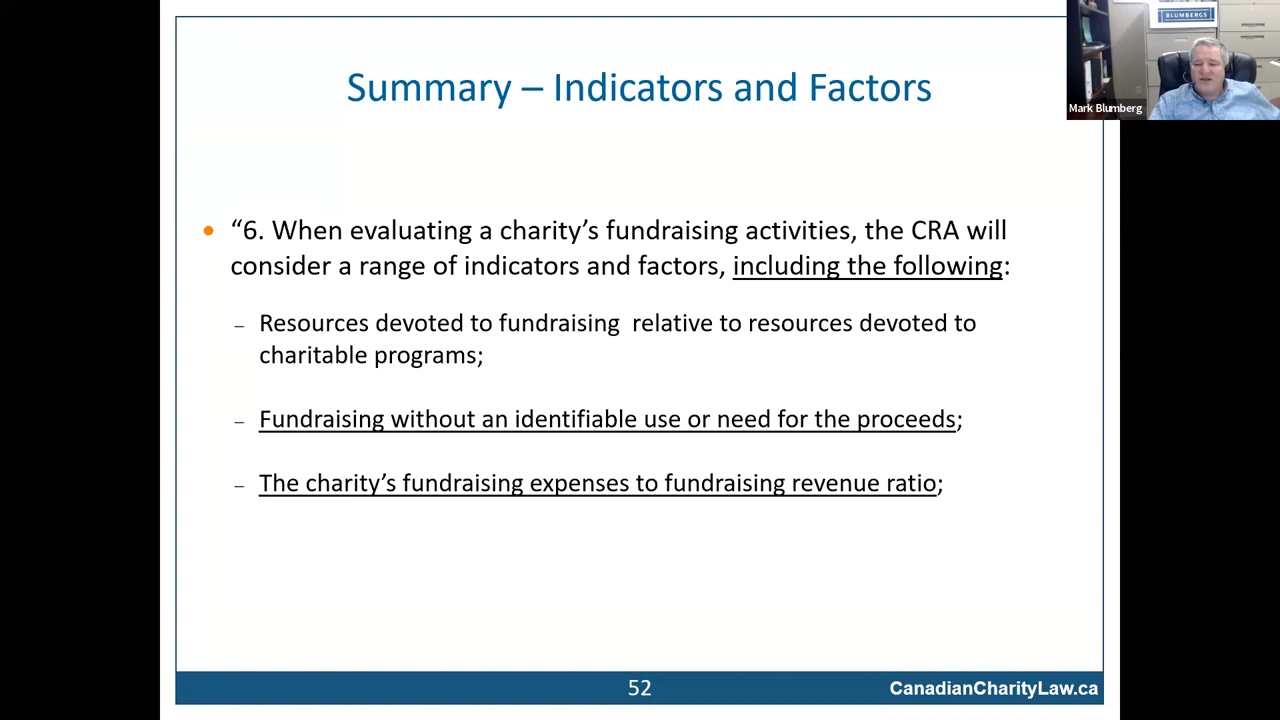 BLUMBERGS
Mark Blumberg
Summary – Indicators and Factors
• “6. When evaluating a charity’s fundraising activities, the CRA will
consider a range of indicators and factors, including the following:
– Resources devoted to fundraising relative to resources devoted to
charitable programs;
– Fundraising without an identifiable use or need for the proceeds;
– The charity’s fundraising expenses to fundraising revenue ratio;
52
CanadianCharityLaw.ca